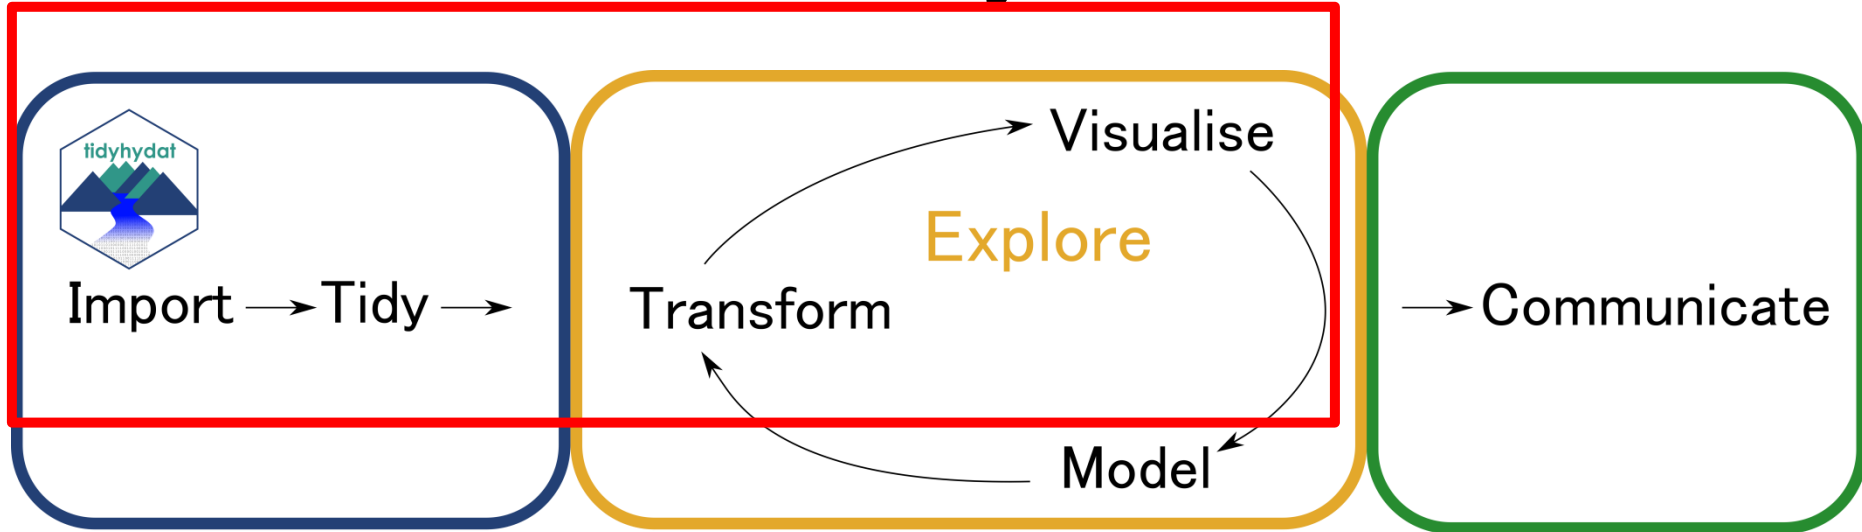 tidyhydat
Import
Tidy
Transform
Visualise
Explore
Model
Communicate